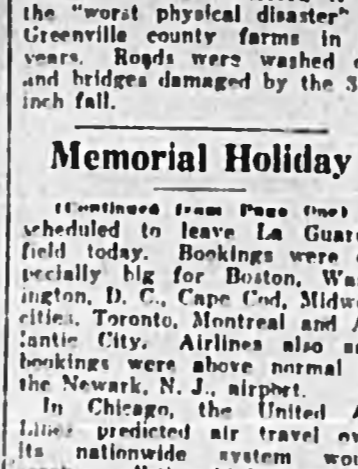 the "worst physical disaster"
Greenville county farms in
years. Roads were washed
and bridges damaged by the 3
inch fall.
Memorial Holiday
(Continued from Page One)
scheduled to leave La Guar
field today. Bookings were
pecially big for Boston, Was
ington, D. C., Cape Cod, Midw
cities, Toronto, Montreal and A
lantic City. Airlines also
bookings were above normal
the Newark, N. J., airport.
In Chicago, the United A
Lines predicted air travel ov
its nationwide system wou